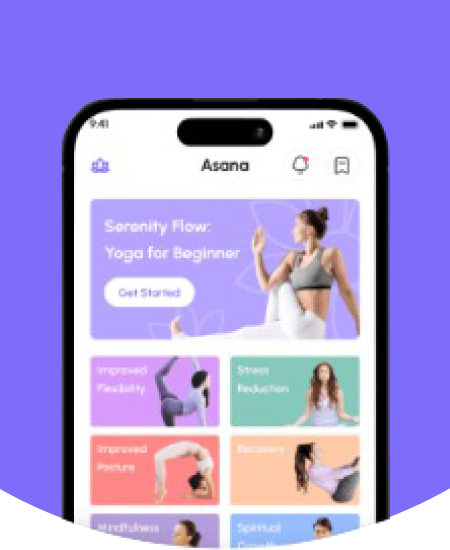 9:41
Asana
Serenity Flow:
Yoga for Beginner
Get Started
Improved
Flexibility
Stress
Reduction
Improved
Posture
Recovery
Mindfulness
Spiritual
Growth